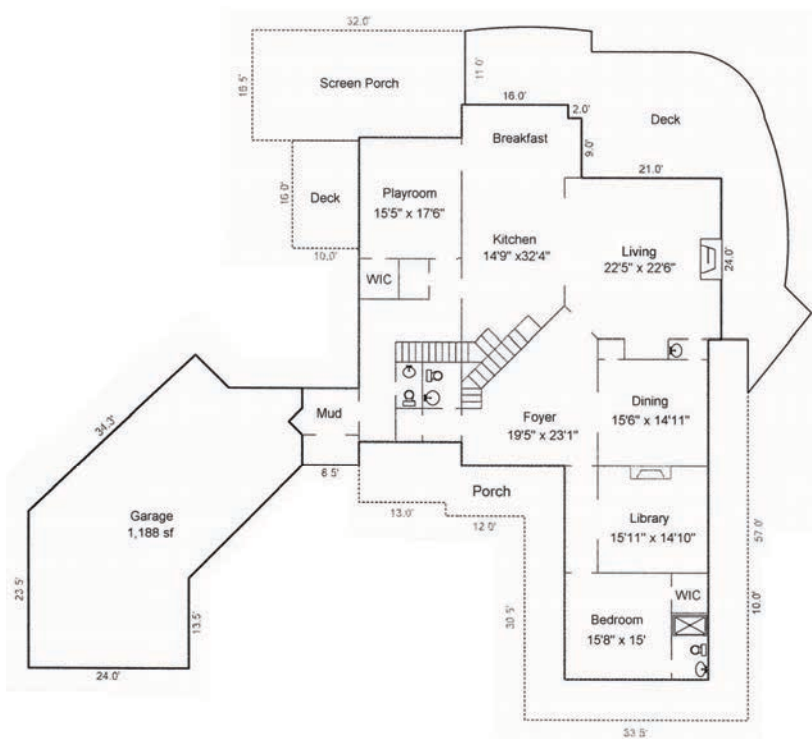 32.0'
11.0'
16.5'
Screen Porch
16.0'
2.0'
Breakfast
Deck
9.0'
21.0'
16.0'
Deck
Playroom
15'5" x 17'6"
10.0'
Kitchen
14'9" x32'4"
Living
22'5" x 22'6"
24.0'
WIC
34.3'
Mud
6 5'
Foyer
19'5" x 23'1"
Dining
15'6" x 14'11"
Porch
13.0'
12.0'
Garage
1,188 sf
Library
15'11" x 14'10"
57.0'
23 5'
13.5'
30 5'
10.0'
WIC
Bedroom
15'8" x 15'
24.0'
33 5'